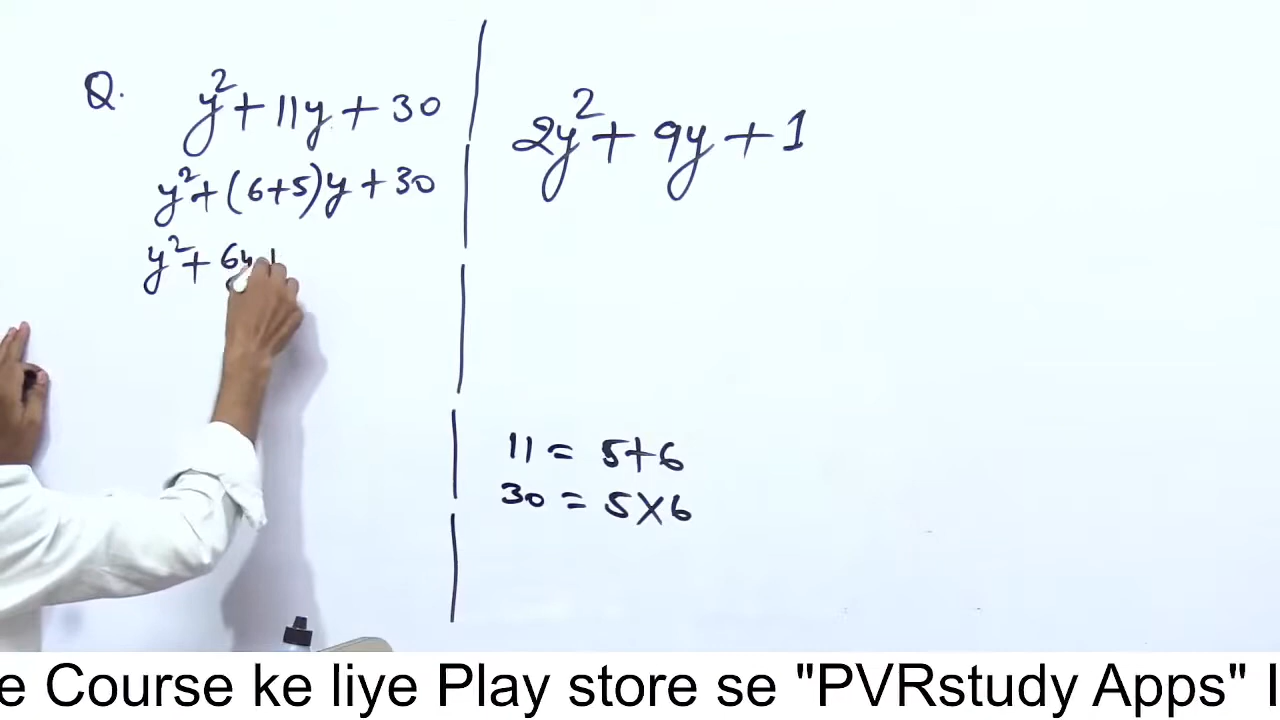 Q. y² + 11y + 30
y² + (6+5)y + 30
y² + 6y+
2y² + 9y + 1
11 = 5+6
30 = 5×6
e Course ke liye Play store se "PVRstudy Apps" I